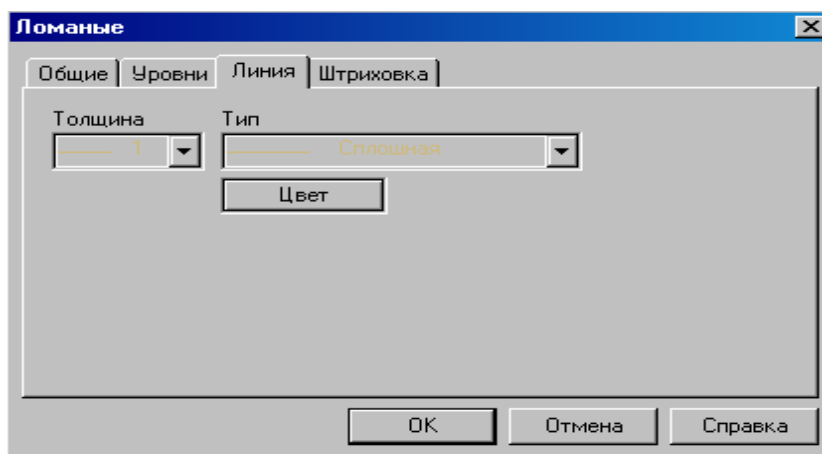 Ломаные
Общие Уровни Линия Штриховка
Толщина Тип
1 Сплошная
Цвет
OK Отмена Справка